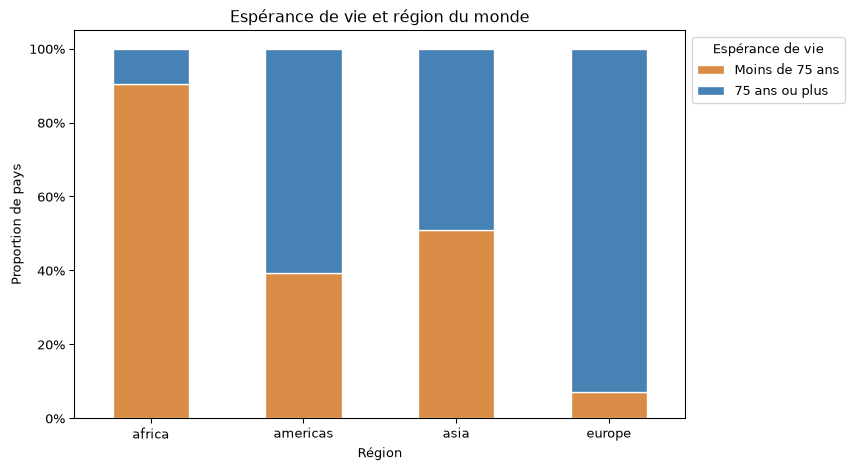 Espérance de vie et région du monde
Espérance de vie
Moins de 75 ans
75 ans ou plus
Proportion de pays
100%
80%
60%
40%
20%
0%
africa
americas
asia
europe
Région